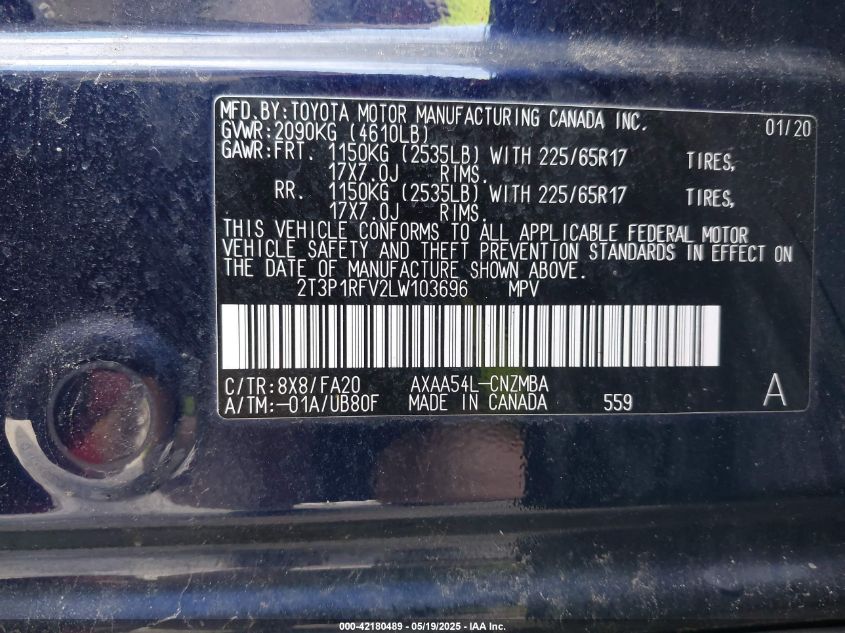 MFD.BY:TOYOTA MOTOR MANUFACTURING CANADA INC. 01/20
GVWR:2090KG (4610LB)
GAWR:FRT. 1150KG (2535LB) WITH 225/65R17 TIRES,
17X7.0J RIMS.
RR. 1150KG (2535LB) WITH 225/65R17 TIRES,
17X7.0J RIMS.
THIS VEHICLE CONFORMS TO ALL APPLICABLE FEDERAL MOTOR
VEHICLE SAFETY AND THEFT PREVENTION STANDARDS IN EFFECT ON
THE DATE OF MANUFACTURE SHOWN ABOVE.
2T3P1RFV2LW103696 MPV
C/TR:8X8/FA20 AXAA54L-CNZMBA
A/TM:-01A/UB80F MADE IN CANADA 559 A
000-42180489 - 05/19/2025 - IAA Inc.